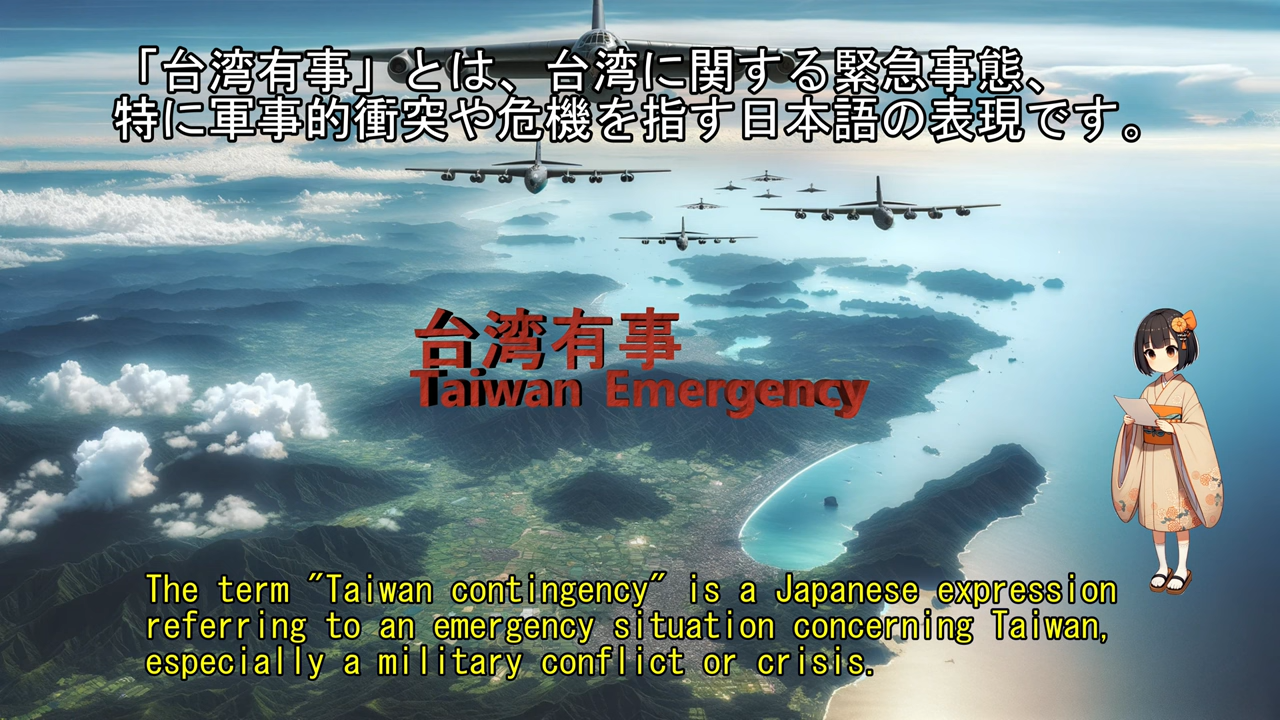 「台湾有事」とは、台湾に関する緊急事態、
特に軍事的衝突や危機を指す日本語の表現です。
台湾有事
Taiwan Emergency
The term "Taiwan contingency" is a Japanese expression
referring to an emergency situation concerning Taiwan,
especially a military conflict or crisis.